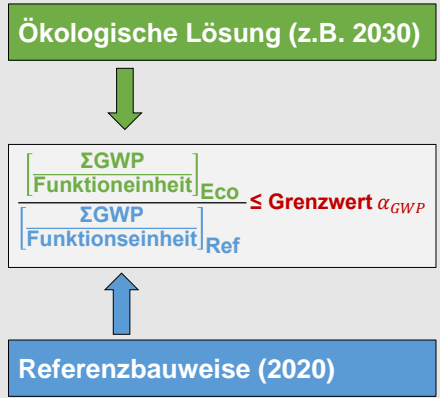 Ökologische Lösung (z.B. 2030)
ΣGWP
Funktioneinheit
Eco
≤ Grenzwert α_GWP
ΣGWP
Funktionseinheit
Ref
Referenzbauweise (2020)